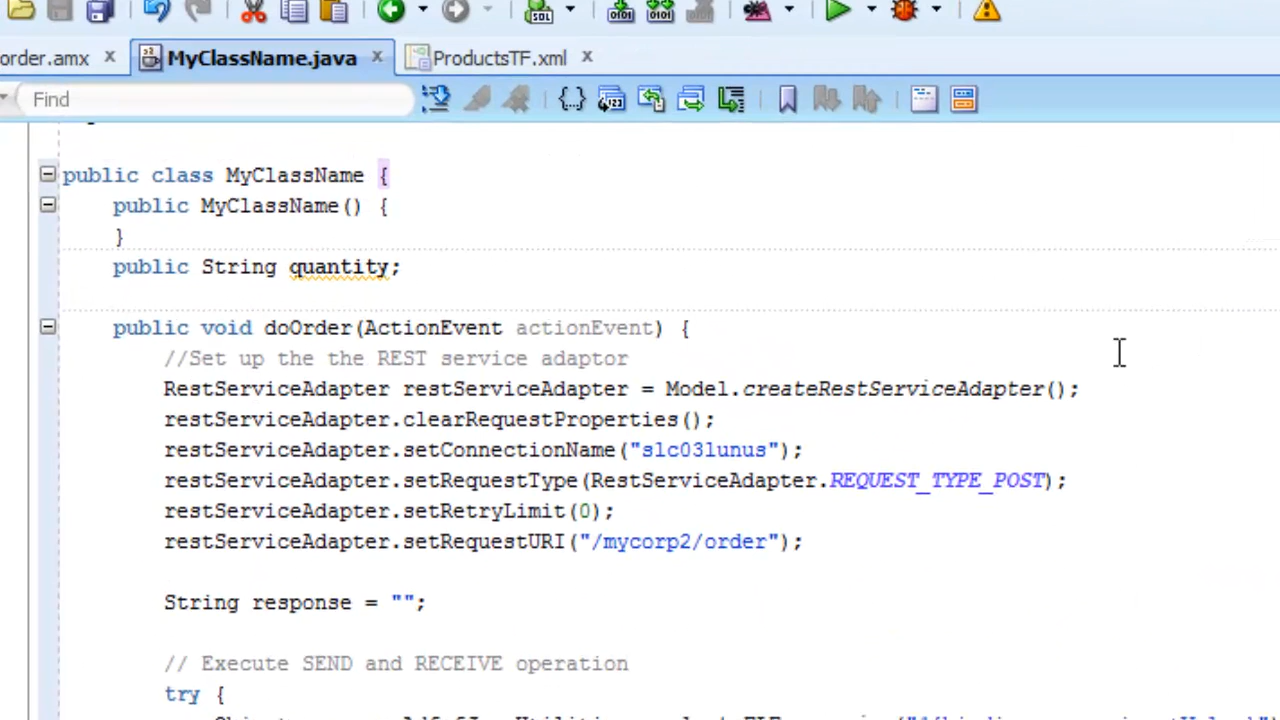 order.amx MyClassName.java ProductsTF.xml
Find
public class MyClassName {
public MyClassName() {
}
public String quantity;
public void doOrder(ActionEvent actionEvent) {
//Set up the the REST service adaptor
RestServiceAdapter restServiceAdapter = Model.createRestServiceAdapter();
restServiceAdapter.clearRequestProperties();
restServiceAdapter.setConnectionName("slc03lunus");
restServiceAdapter.setRequestType(RestServiceAdapter.REQUEST_TYPE_POST);
restServiceAdapter.setRetryLimit(0);
restServiceAdapter.setRequestURI("/mycorp2/order");
String response = "";
// Execute SEND and RECEIVE operation
try {